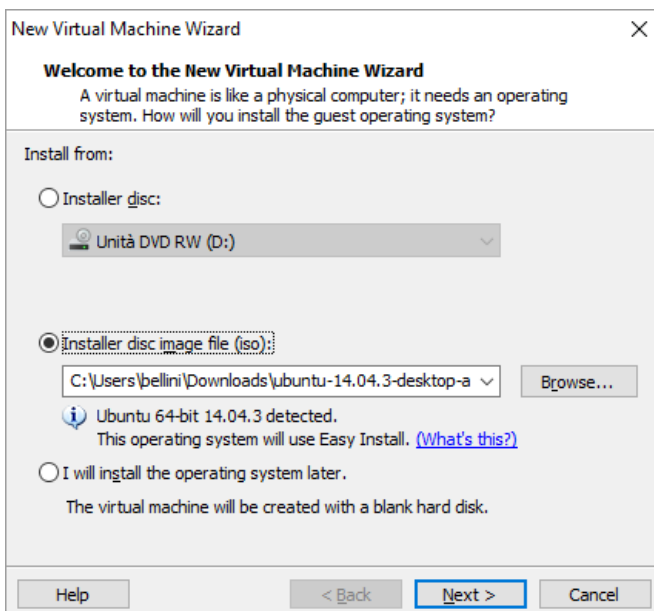 New Virtual Machine Wizard
Welcome to the New Virtual Machine Wizard
A virtual machine is like a physical computer; it needs an operating
system. How will you install the guest operating system?
Install from:
Installer disc:
Unità DVD RW (D:)
Installer disc image file (iso):
C:\Users\bellini\Downloads\ubuntu-14.04.3-desktop-a
Browse...
Ubuntu 64-bit 14.04.3 detected.
This operating system will use Easy Install. (What's this?)
I will install the operating system later.
The virtual machine will be created with a blank hard disk.
Help
< Back
Next >
Cancel